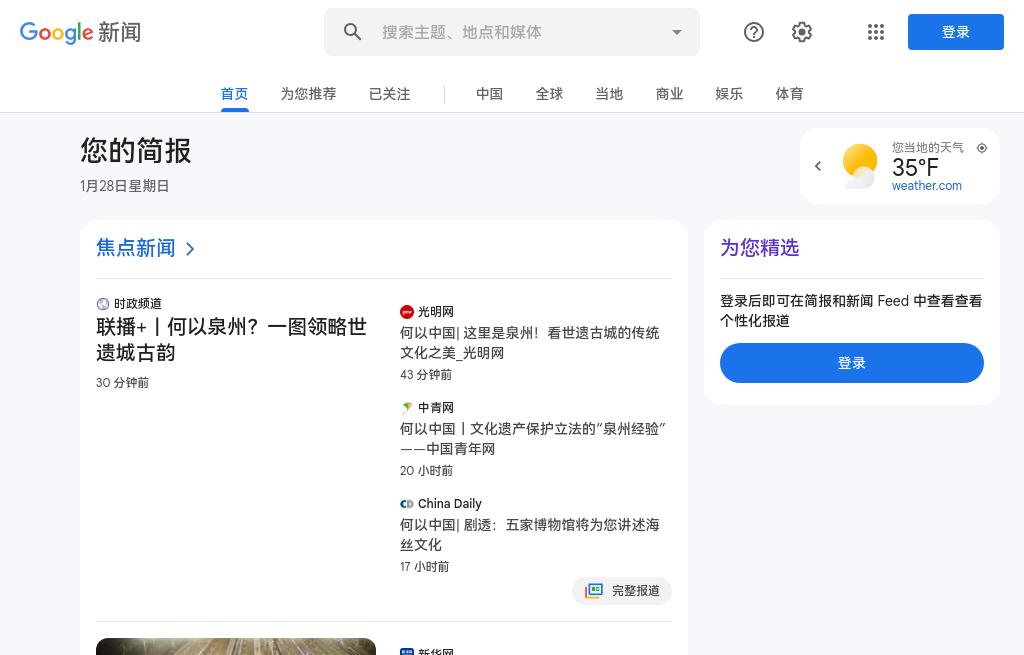 Google 新闻
搜索主题、地点和媒体
登录
首页
为您推荐
已关注
中国
全球
当地
商业
娱乐
体育
您的简报
1月28日星期日
您当地的天气
35°F
weather.com
焦点新闻
时政频道
联播+丨何以泉州？一图领略世
遗城古韵
30 分钟前
光明网
何以中国| 这里是泉州！看世遗古城的传统
文化之美_光明网
43 分钟前
中青网
何以中国丨文化遗产保护立法的“泉州经验”
——中国青年网
20 小时前
China Daily
何以中国| 剧透：五家博物馆将为您讲述海
丝文化
17 小时前
完整报道
新华网
为您精选
登录后即可在简报和新闻 Feed 中查看查看
个性化报道
登录